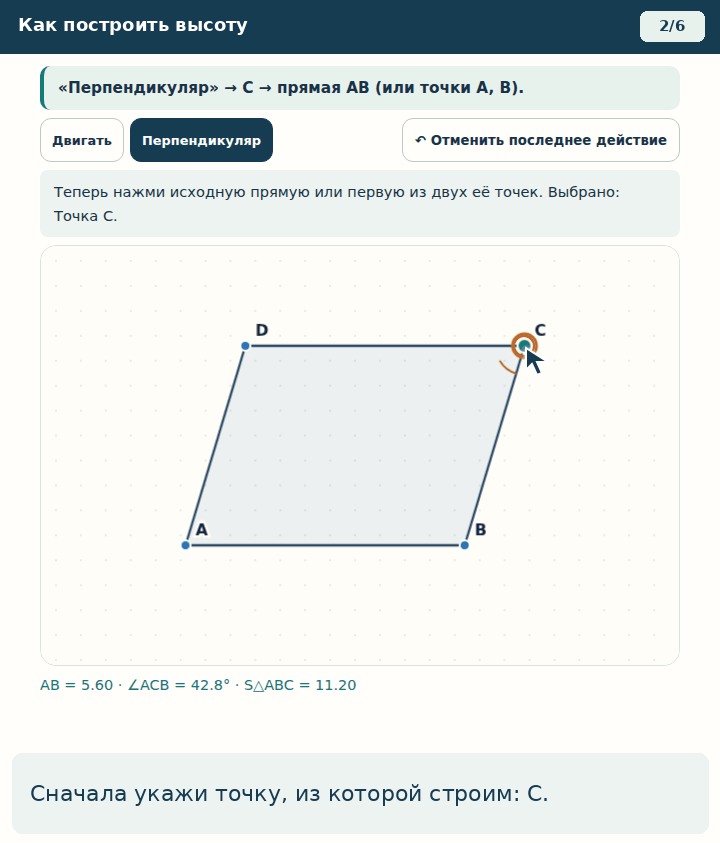 Как построить высоту
2/6
«Перпендикуляр» → C → прямая AB (или точки A, B).
Двигать
Перпендикуляр
↶ Отменить последнее действие
Теперь нажми исходную прямую или первую из двух её точек. Выбрано:
Точка C.
D
C
A
B
AB = 5.60 · ∠ACB = 42.8° · S△ABC = 11.20
Сначала укажи точку, из которой строим: C.